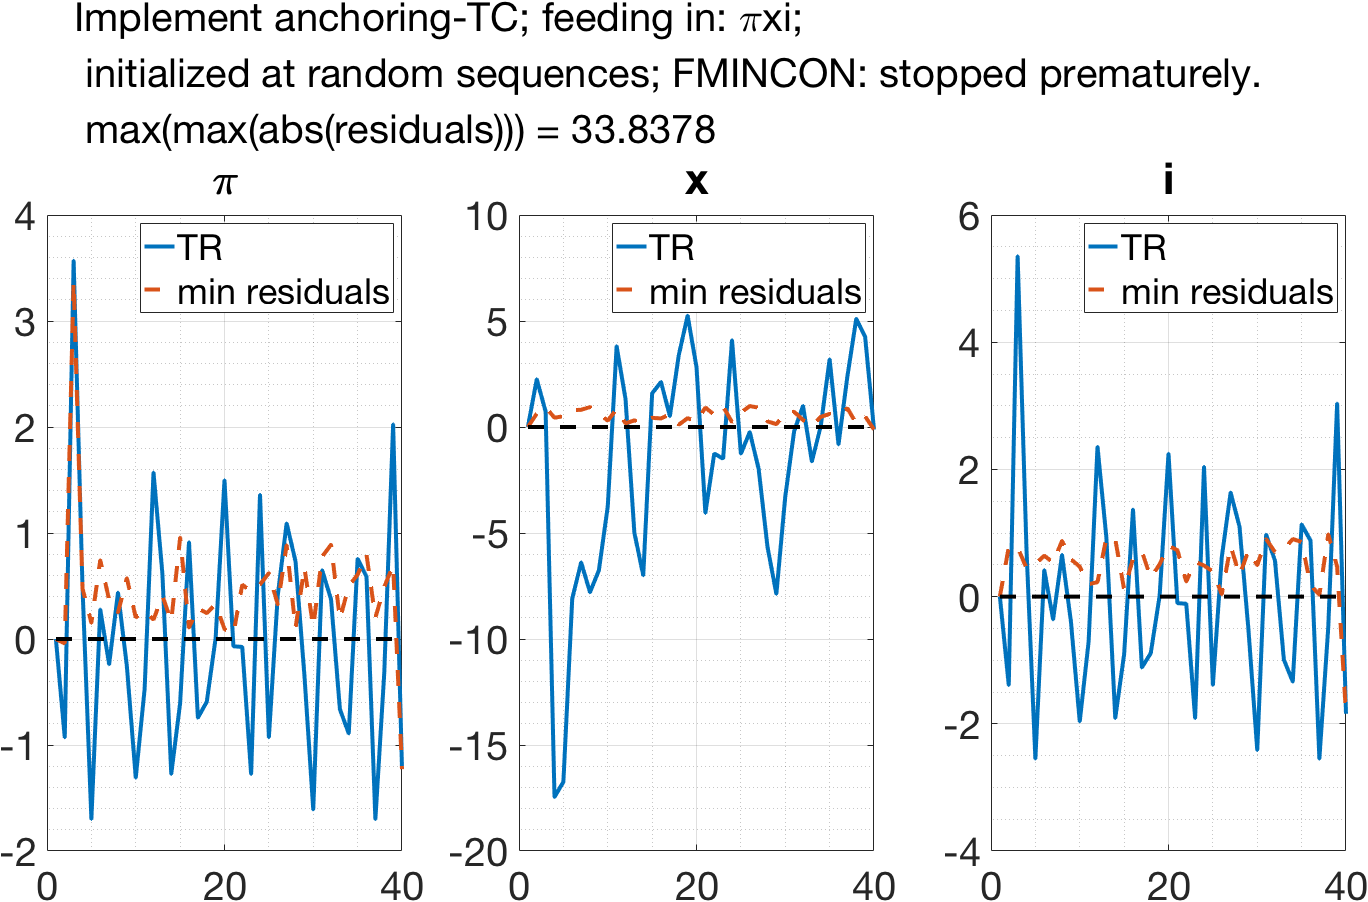 Implement anchoring-TC; feeding in: πxi;
initialized at random sequences; FMINCON: stopped prematurely.
max(max(abs(residuals))) = 33.8378
π
4
3
2
1
0
-1
-2
0
20
40
TR
min residuals
x
10
5
0
-5
-10
-15
-20
0
20
40
TR
min residuals
i
6
4
2
0
-2
-4
0
20
40
TR
min residuals